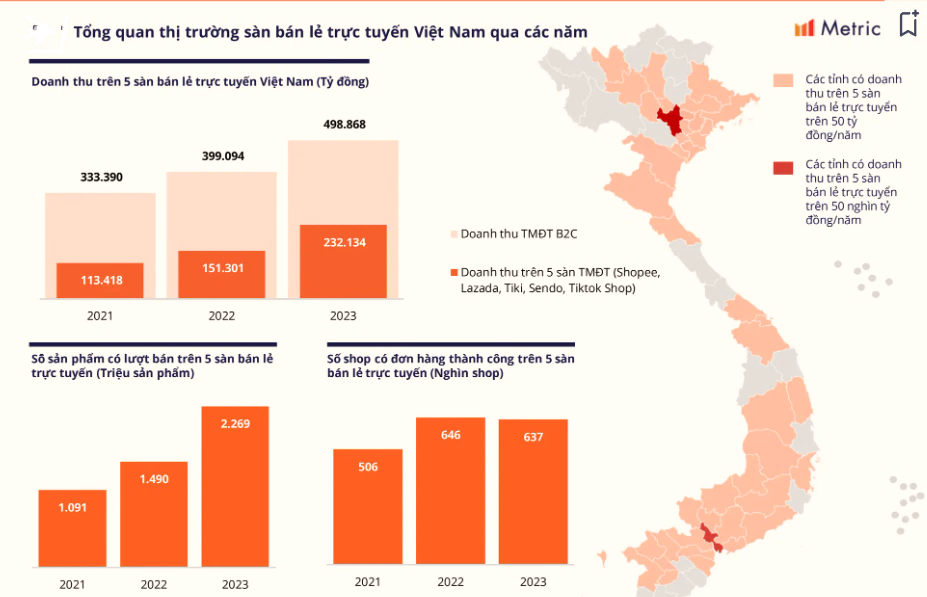 Tổng quan thị trường sàn bán lẻ trực tuyến Việt Nam qua các năm
Metric
Doanh thu trên 5 sàn bán lẻ trực tuyến Việt Nam (Tỷ đồng)
333.390
399.094
498.868
113.418
151.301
232.134
2021
2022
2023
Doanh thu TMĐT B2C
Doanh thu trên 5 sàn TMĐT (Shopee,
Lazada, Tiki, Sendo, Tiktok Shop)
Các tỉnh có doanh
thu trên 5 sàn
bán lẻ trực tuyến
trên 50 tỷ
đồng/năm
Các tỉnh có doanh
thu trên 5 sàn
bán lẻ trực tuyến
trên 50 nghìn tỷ
đồng/năm
Số sản phẩm có lượt bán trên 5 sàn bán lẻ
trực tuyến (Triệu sản phẩm)
1.091
1.490
2.269
2021
2022
2023
Số shop có đơn hàng thành công trên 5 sàn
bán lẻ trực tuyến (Nghìn shop)
506
646
637
2021
2022
2023